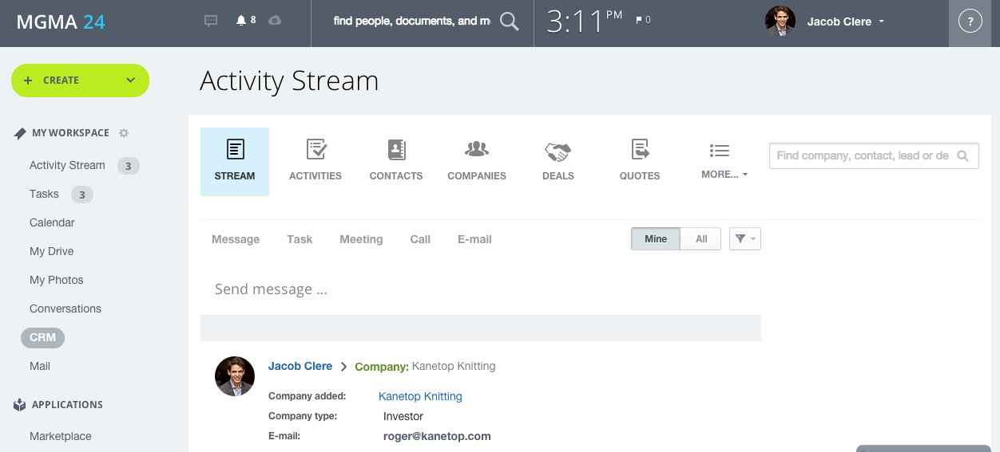 MGMA 24
8
find people, documents, and m
3:11 PM
0
Jacob Clere
?
+ CREATE
Activity Stream
MY WORKSPACE
Activity Stream 3
Tasks 3
Calendar
My Drive
My Photos
Conversations
CRM
Mail
APPLICATIONS
Marketplace
STREAM
ACTIVITIES
CONTACTS
COMPANIES
DEALS
QUOTES
MORE...
Find company, contact, lead or de
Message Task Meeting Call E-mail
Mine All
Send message ...
Jacob Clere > Company: Kanetop Knitting
Company added: Kanetop Knitting
Company type: Investor
E-mail: roger@kanetop.com